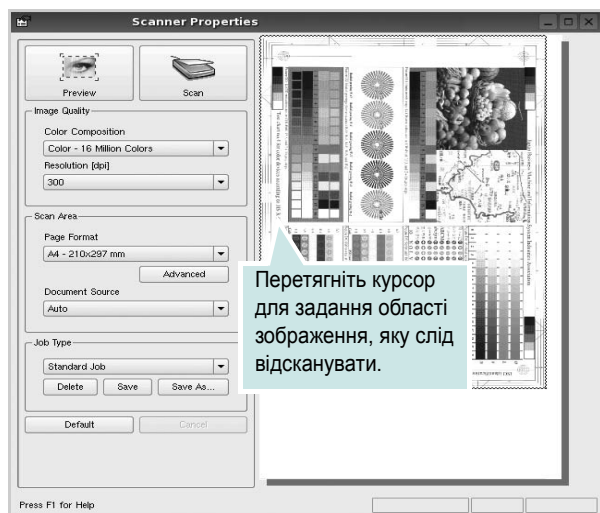 Scanner Properties
Preview
Scan
Image Quality
Color Composition
Color - 16 Million Colors
Resolution [dpi]
300
Scan Area
Page Format
A4 - 210x297 mm
Advanced
Document Source
Auto
Job Type
Standard Job
Delete
Save
Save As...
Default
Cancel
Перетягніть курсор
для задання області
зображення, яку слід
відсканувати.
Press F1 for Help